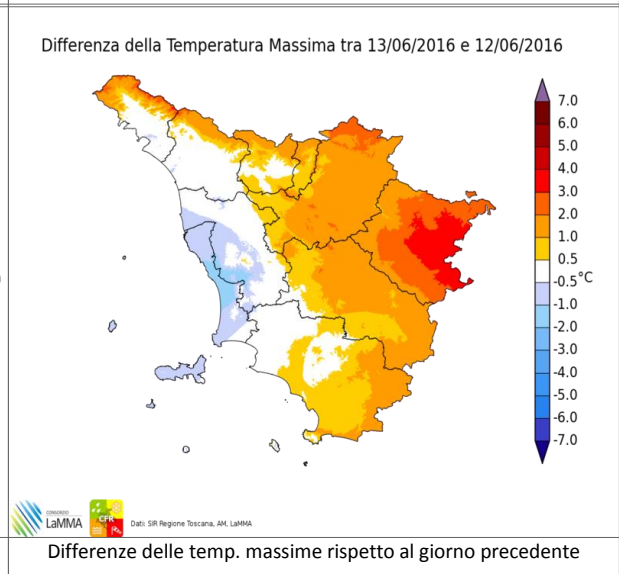 Differenza della Temperatura Massima tra 13/06/2016 e 12/06/2016
7.0
6.0
5.0
4.0
3.0
2.0
1.0
0.5
-0.5 °C
-1.0
-2.0
-3.0
-4.0
-5.0
-6.0
-7.0
CONSORZIO
LaMMA
CFR
Dati: SIR Regione Toscana, AM, LaMMA
Differenze delle temp. massime rispetto al giorno precedente